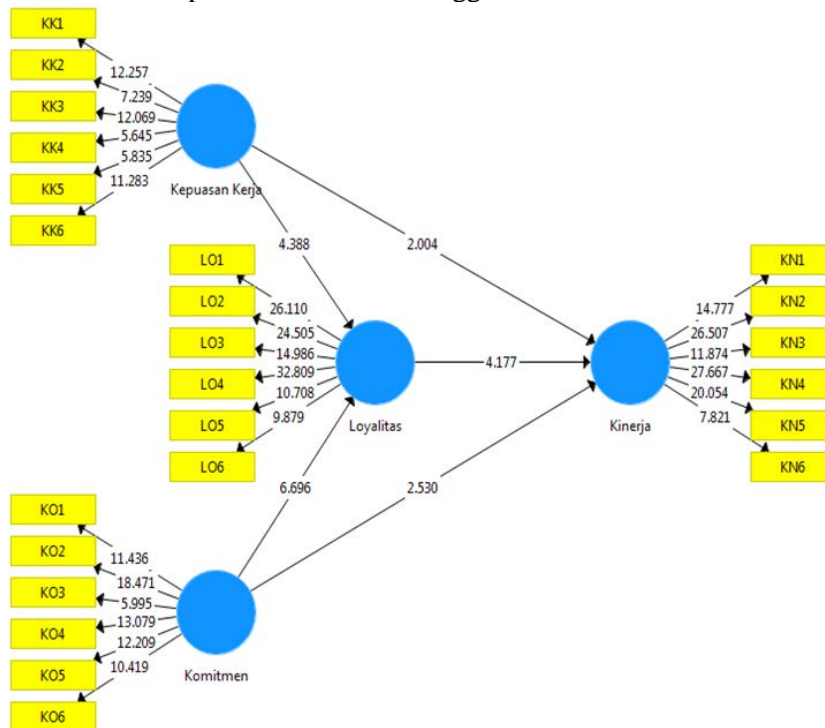 KK1
KK2
KK3
KK4
KK5
KK6
12.257
7.239
12.069
5.645
5.835
11.283
Kepuasan Kerja
4.388
2.004
LO1
LO2
LO3
LO4
LO5
LO6
26.110
24.505
14.986
32.809
10.708
9.879
Loyalitas
4.177
KN1
KN2
KN3
KN4
KN5
KN6
14.777
26.507
11.874
27.667
20.054
7.821
Kinerja
6.696
2.530
KO1
KO2
KO3
KO4
KO5
KO6
11.436
18.471
5.995
13.079
12.209
10.419
Komitmen